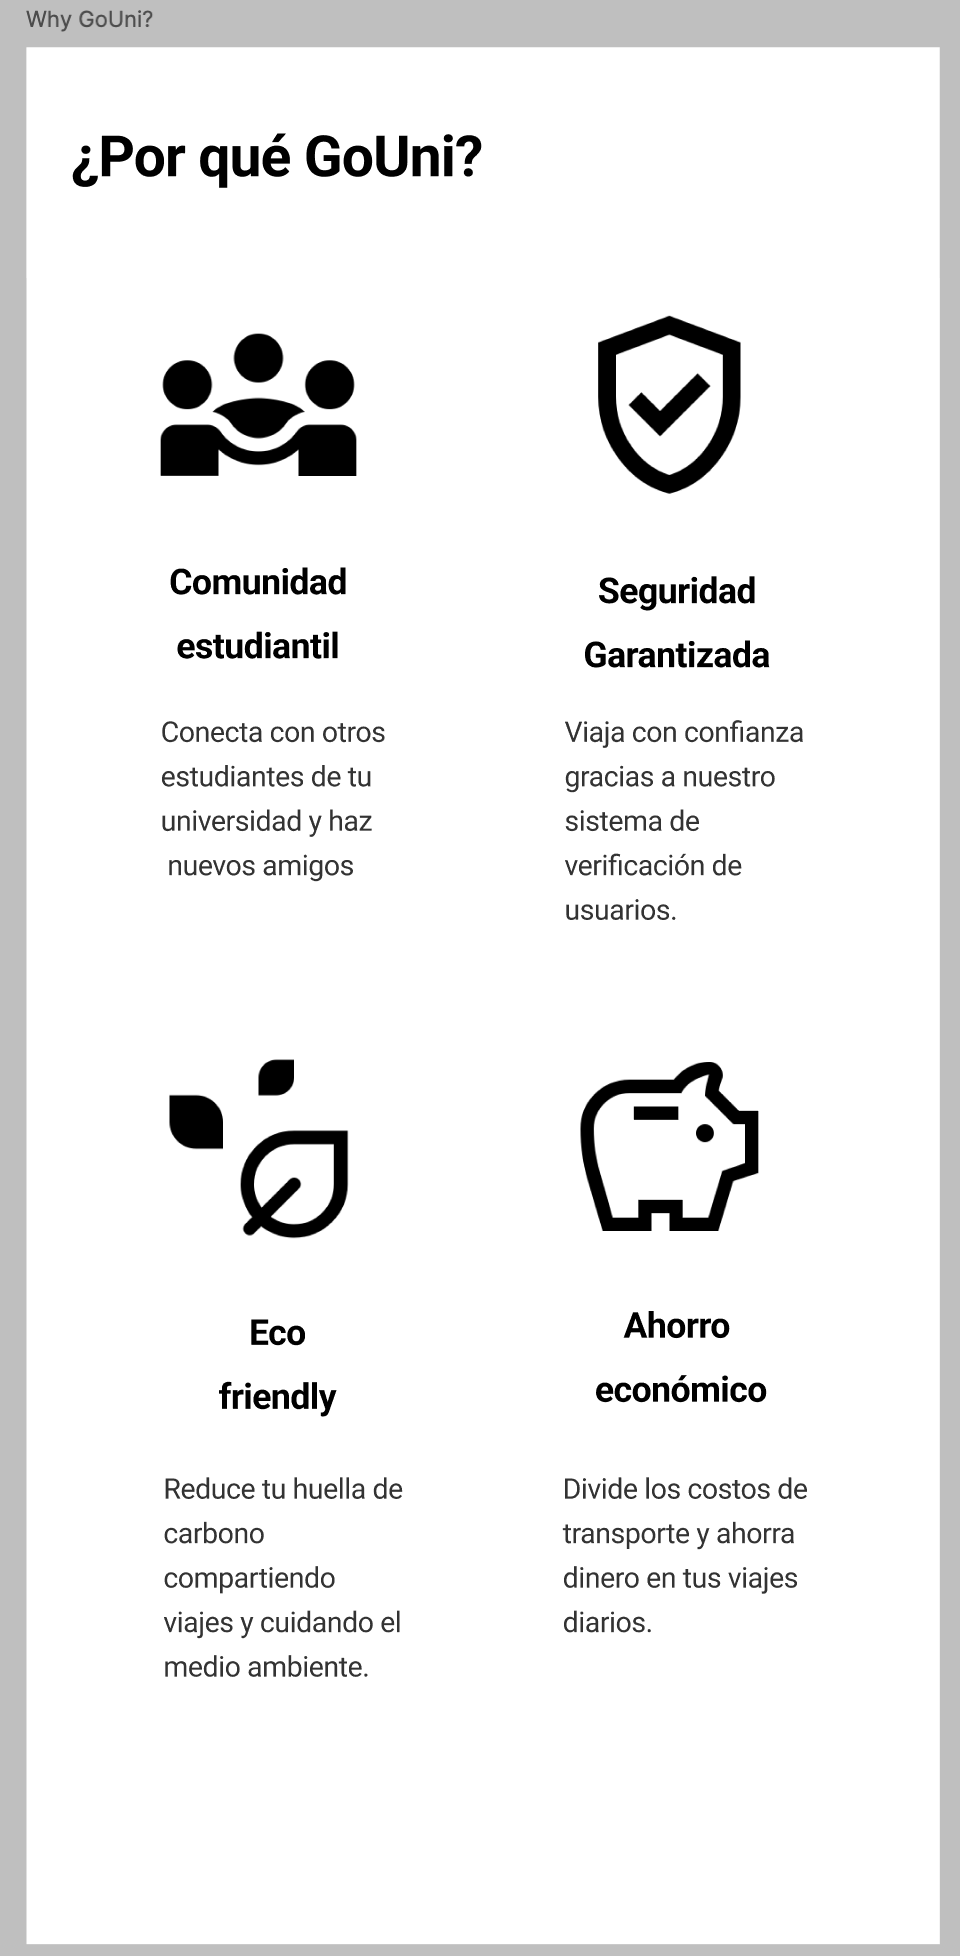 Why GoUni?
¿Por qué GoUni?
Comunidad
estudiantil
Conecta con otros
estudiantes de tu
universidad y haz
nuevos amigos
Seguridad
Garantizada
Viaja con confianza
gracias a nuestro
sistema de
verificación de
usuarios.
Eco
friendly
Reduce tu huella de
carbono
compartiendo
viajes y cuidando el
medio ambiente.
Ahorro
económico
Divide los costos de
transporte y ahorra
dinero en tus viajes
diarios.